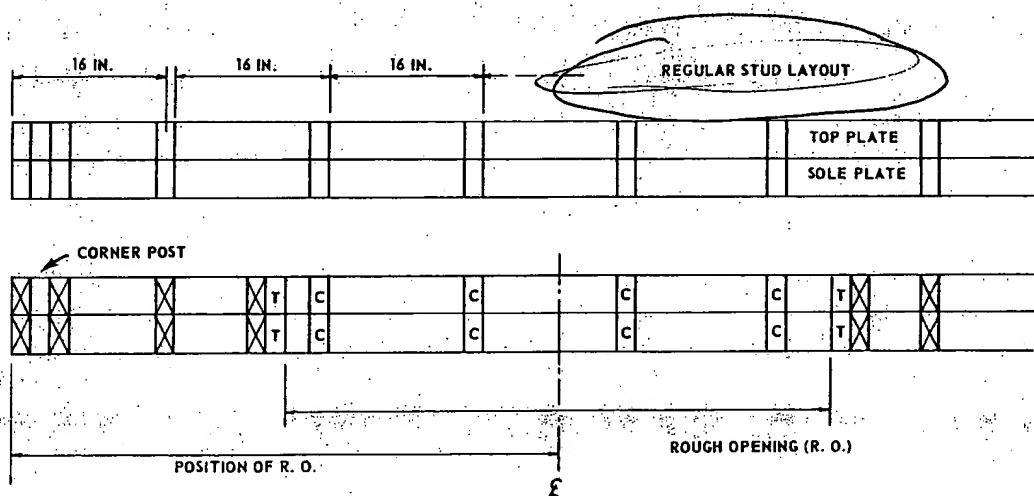 16 IN. 16 IN. 16 IN. REGULAR STUD LAYOUT
TOP PLATE
SOLE PLATE
CORNER POST
T C C C C T
T C C C C T
ROUGH OPENING (R. O.)
POSITION OF R. O.
℄